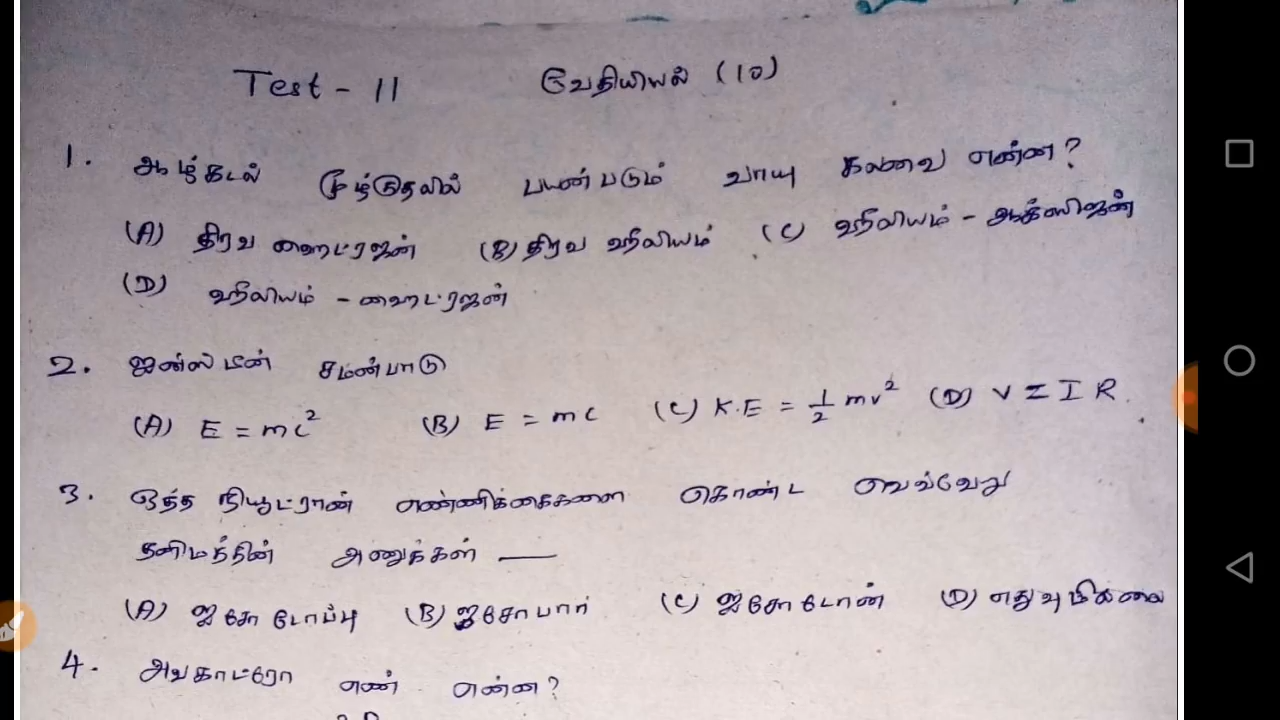 Test - 11 வேதியியல் (10)
1. ஆழ்கடல் மூழ்குதலில் பயன்படும் வாயு கலவை என்ன?
(A) திரவ ஹைட்ரஜன் (B) திரவ ஹீலியம் (C) ஹீலியம் - ஆக்ஸிஜன்
(D) ஹீலியம் - ஹைட்ரஜன்
2. ஐன்ஸ்டீன் சமன்பாடு
(A) E = mc² (B) E = mc (C) K.E = ½ mv² (D) V = IR.
3. ஒத்த நியூட்ரான் எண்ணிக்கைகளை கொண்ட வெவ்வேறு
தனிமத்தின் அணுக்கள் —
(A) ஐசோடோப்பு (B) ஐசோபார் (C) ஐசோடோன் (D) எதுவுமில்லை
4. அவகாட்ரோ எண் என்ன?